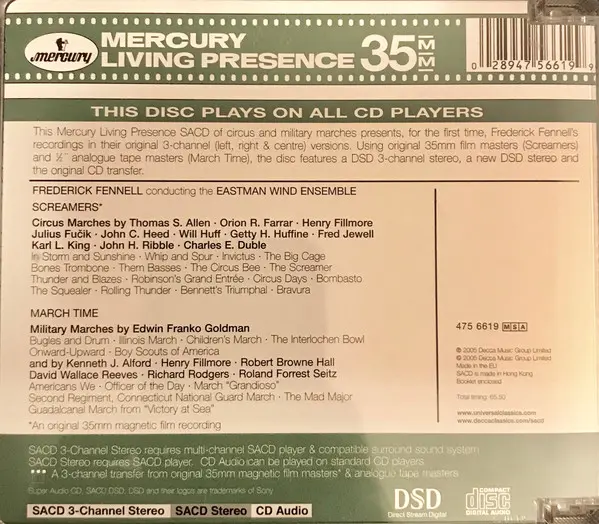 mercury
MERCURY
LIVING PRESENCE
35
MM
0 28947 56619 9
THIS DISC PLAYS ON ALL CD PLAYERS
This Mercury Living Presence SACD of circus and military marches presents, for the first time, Frederick Fennell's
recordings in their original 3-channel (left, right & centre) versions. Using original 35mm film masters (Screamers)
and ½" analogue tape masters (March Time), the disc features a DSD 3-channel stereo, a new DSD stereo and
the original CD transfer.
FREDERICK FENNELL conducting the EASTMAN WIND ENSEMBLE
SCREAMERS*
Circus Marches by Thomas S. Allen · Orion R. Farrar · Henry Fillmore
Julius Fučik · John C. Heed · Will Huff · Getty H. Huffine · Fred Jewell
Karl L. King · John H. Ribble · Charles E. Duble
In Storm and Sunshine · Whip and Spur · Invictus · The Big Cage
Bones Trombone · Them Basses · The Circus Bee · The Screamer
Thunder and Blazes · Robinson's Grand Entrée · Circus Days · Bombasto
The Squealer · Rolling Thunder · Bennett's Triumphal · Bravura
MARCH TIME
Military Marches by Edwin Franko Goldman
Bugles and Drum · Illinois March · Children's March · The Interlochen Bowl
Onward-Upward · Boy Scouts of America
and by Kenneth J. Alford · Henry Fillmore · Robert Browne Hall
David Wallace Reeves · Richard Rodgers · Roland Forrest Seitz
Americans We · Officer of the Day · March "Grandioso"
Second Regiment, Connecticut National Guard March · The Mad Major
Guadalcanal March from "Victory at Sea"
*An original 35mm magnetic film recording
475 6619 MSA
℗ 2005 Decca Music Group Limited
© 2005 Decca Music Group Limited
Made in the EU
SACD is made in Hong Kong
Booklet enclosed
Total timing 65.50
www.universalclassics.com
www.deccaclassics.com/sacd
SACD 3-Channel Stereo requires multi-channel SACD player & compatible surround sound system
SACD Stereo requires SACD player. CD Audio can be played on standard CD players
*** A 3-channel transfer from original 35mm magnetic film masters* & analogue tape masters
Super Audio CD, SACD DSD, DSD and their logos are trademarks of Sony
SACD 3-Channel Stereo
SACD Stereo
CD Audio
DSD
Direct Stream Digital
COMPACT
disc
DIGITAL AUDIO